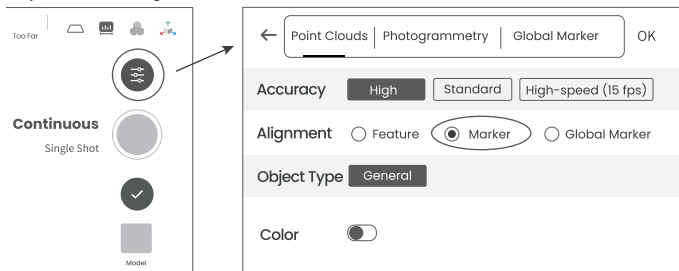 Too Far
Continuous
Single Shot
Model
Point Clouds Photogrammetry Global Marker OK
Accuracy High Standard High-speed (15 fps)
Alignment Feature Marker Global Marker
Object Type General
Color